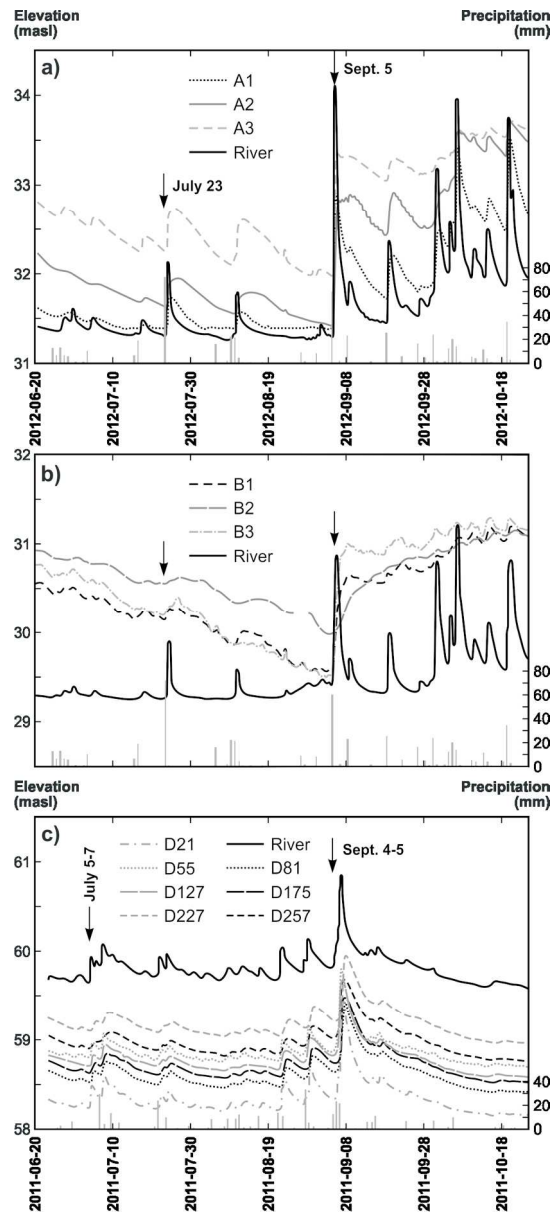 Elevation (masl)
Precipitation (mm)
a)
A1
A2
A3
River
July 23
Sept. 5
34
33
32
31
80
60
40
20
0
2012-06-20
2012-07-10
2012-07-30
2012-08-19
2012-09-08
2012-09-28
2012-10-18
b)
B1
B2
B3
River
32
31
30
29
80
60
40
20
0
Elevation (masl)
Precipitation (mm)
c)
D21
D55
D127
D227
River
D81
D175
D257
July 5-7
Sept. 4-5
61
60
59
58
40
20
0
2011-06-20
2011-07-10
2011-07-30
2011-08-19
2011-09-08
2011-09-28
2011-10-18